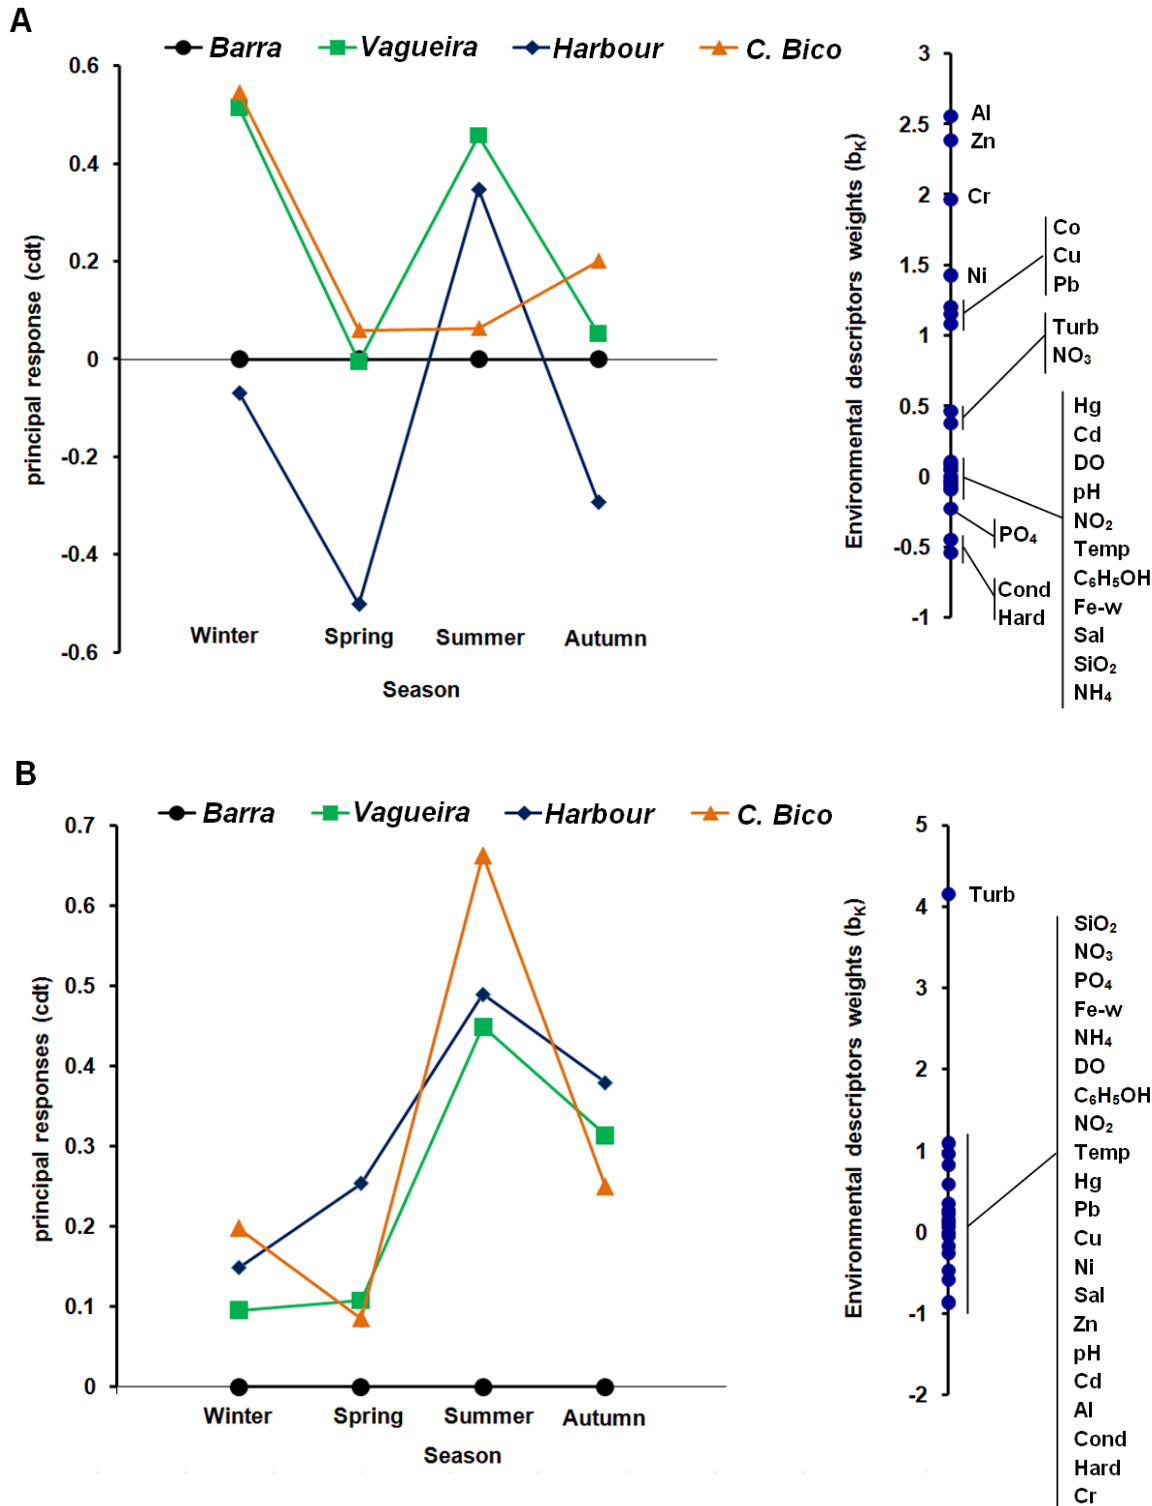 A
Barra Vagueira Harbour C. Bico
principal response (cdt)
0.6
0.4
0.2
0
-0.2
-0.4
-0.6
Winter Spring Summer Autumn
Season
Environmental descriptors weights (bK)
3
2.5
2
1.5
1
0.5
0
-0.5
-1
Al
Zn
Cr
Ni
Co
Cu
Pb
Turb
NO₃
Hg
Cd
DO
pH
NO₂
Temp
C₆H₅OH
Fe-w
Sal
SiO₂
NH₄
PO₄
Cond
Hard
B
Barra Vagueira Harbour C. Bico
principal responses (cdt)
0.7
0.6
0.5
0.4
0.3
0.2
0.1
0
Winter Spring Summer Autumn
Season
Environmental descriptors weights (bK)
5
4
3
2
1
0
-1
-2
Turb
SiO₂
NO₃
PO₄
Fe-w
NH₄
DO
C₆H₅OH
NO₂
Temp
Hg
Pb
Cu
Ni
Sal
Zn
pH
Cd
Al
Cond
Hard
Cr